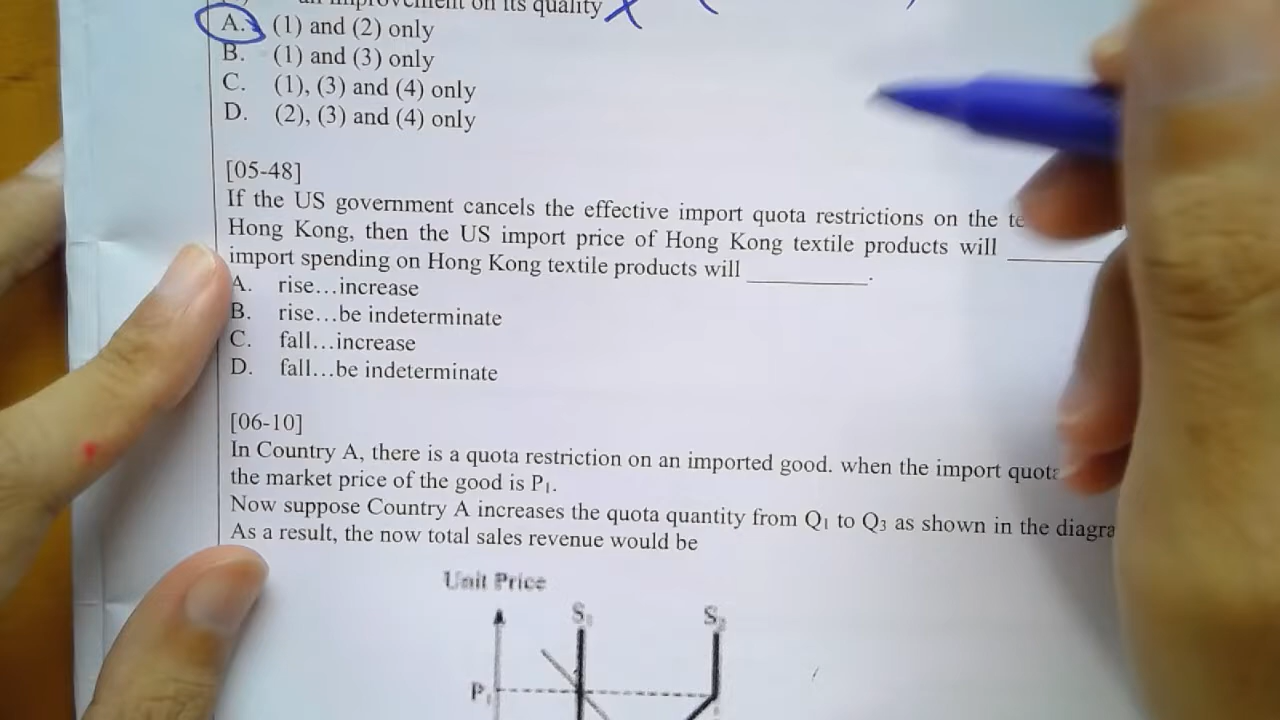 on its quality
A. (1) and (2) only
B. (1) and (3) only
C. (1), (3) and (4) only
D. (2), (3) and (4) only
[05-48]
If the US government cancels the effective import quota restrictions on the
Hong Kong, then the US import price of Hong Kong textile products will ________
import spending on Hong Kong textile products will __________.
A. rise…increase
B. rise…be indeterminate
C. fall…increase
D. fall…be indeterminate
[06-10]
In Country A, there is a quota restriction on an imported good. when the import quota
the market price of the good is P₁.
Now suppose Country A increases the quota quantity from Q₁ to Q₃ as shown in the
As a result, the now total sales revenue would be
Unit Price
S₁ S₂
P₁